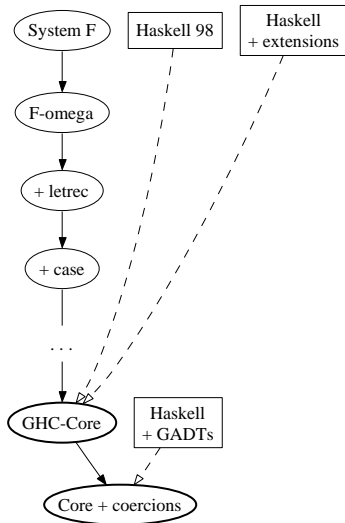 System F
Haskell 98
Haskell
+ extensions
F-omega
+ letrec
+ case
. . .
GHC-Core
Haskell
+ GADTs
Core + coercions